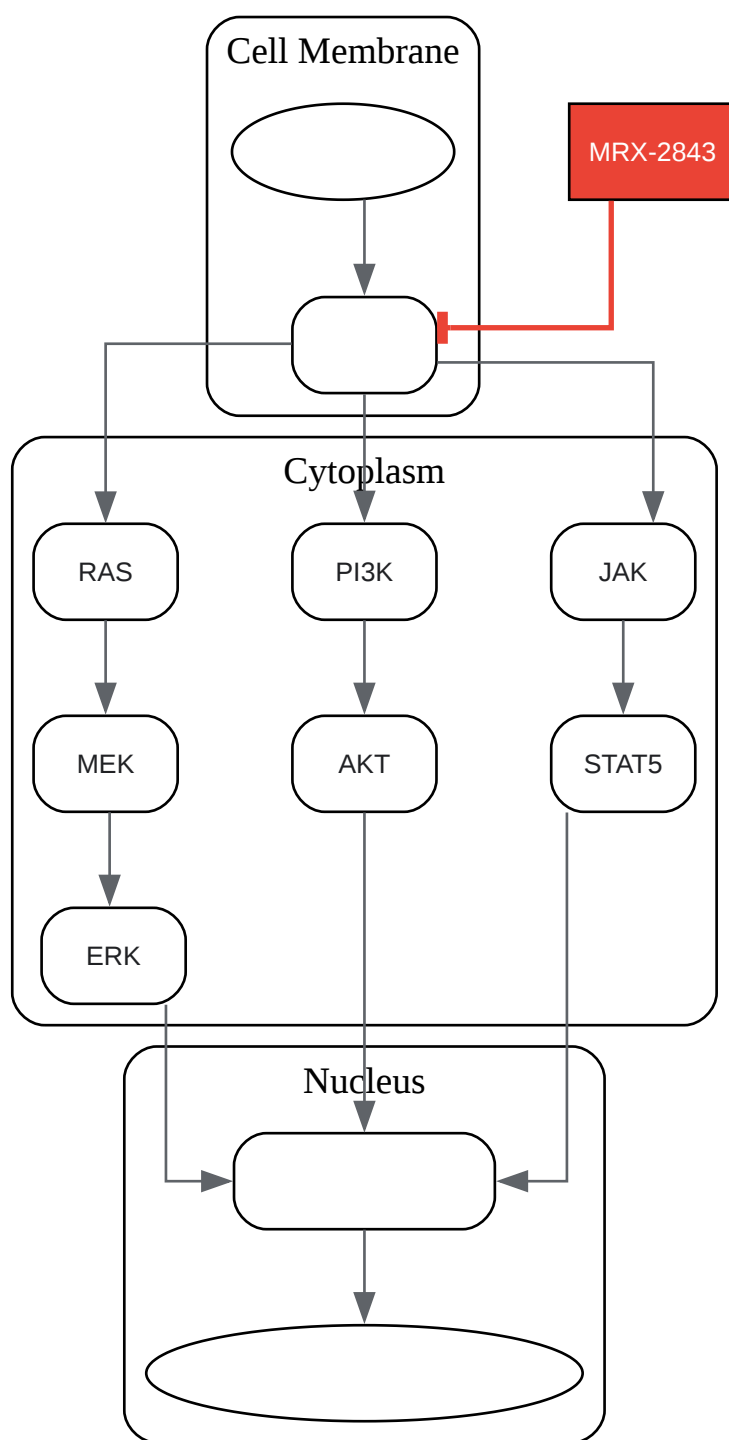 Cell Membrane
MRX-2843
Cytoplasm
RAS
PI3K
JAK
MEK
AKT
STAT5
ERK
Nucleus